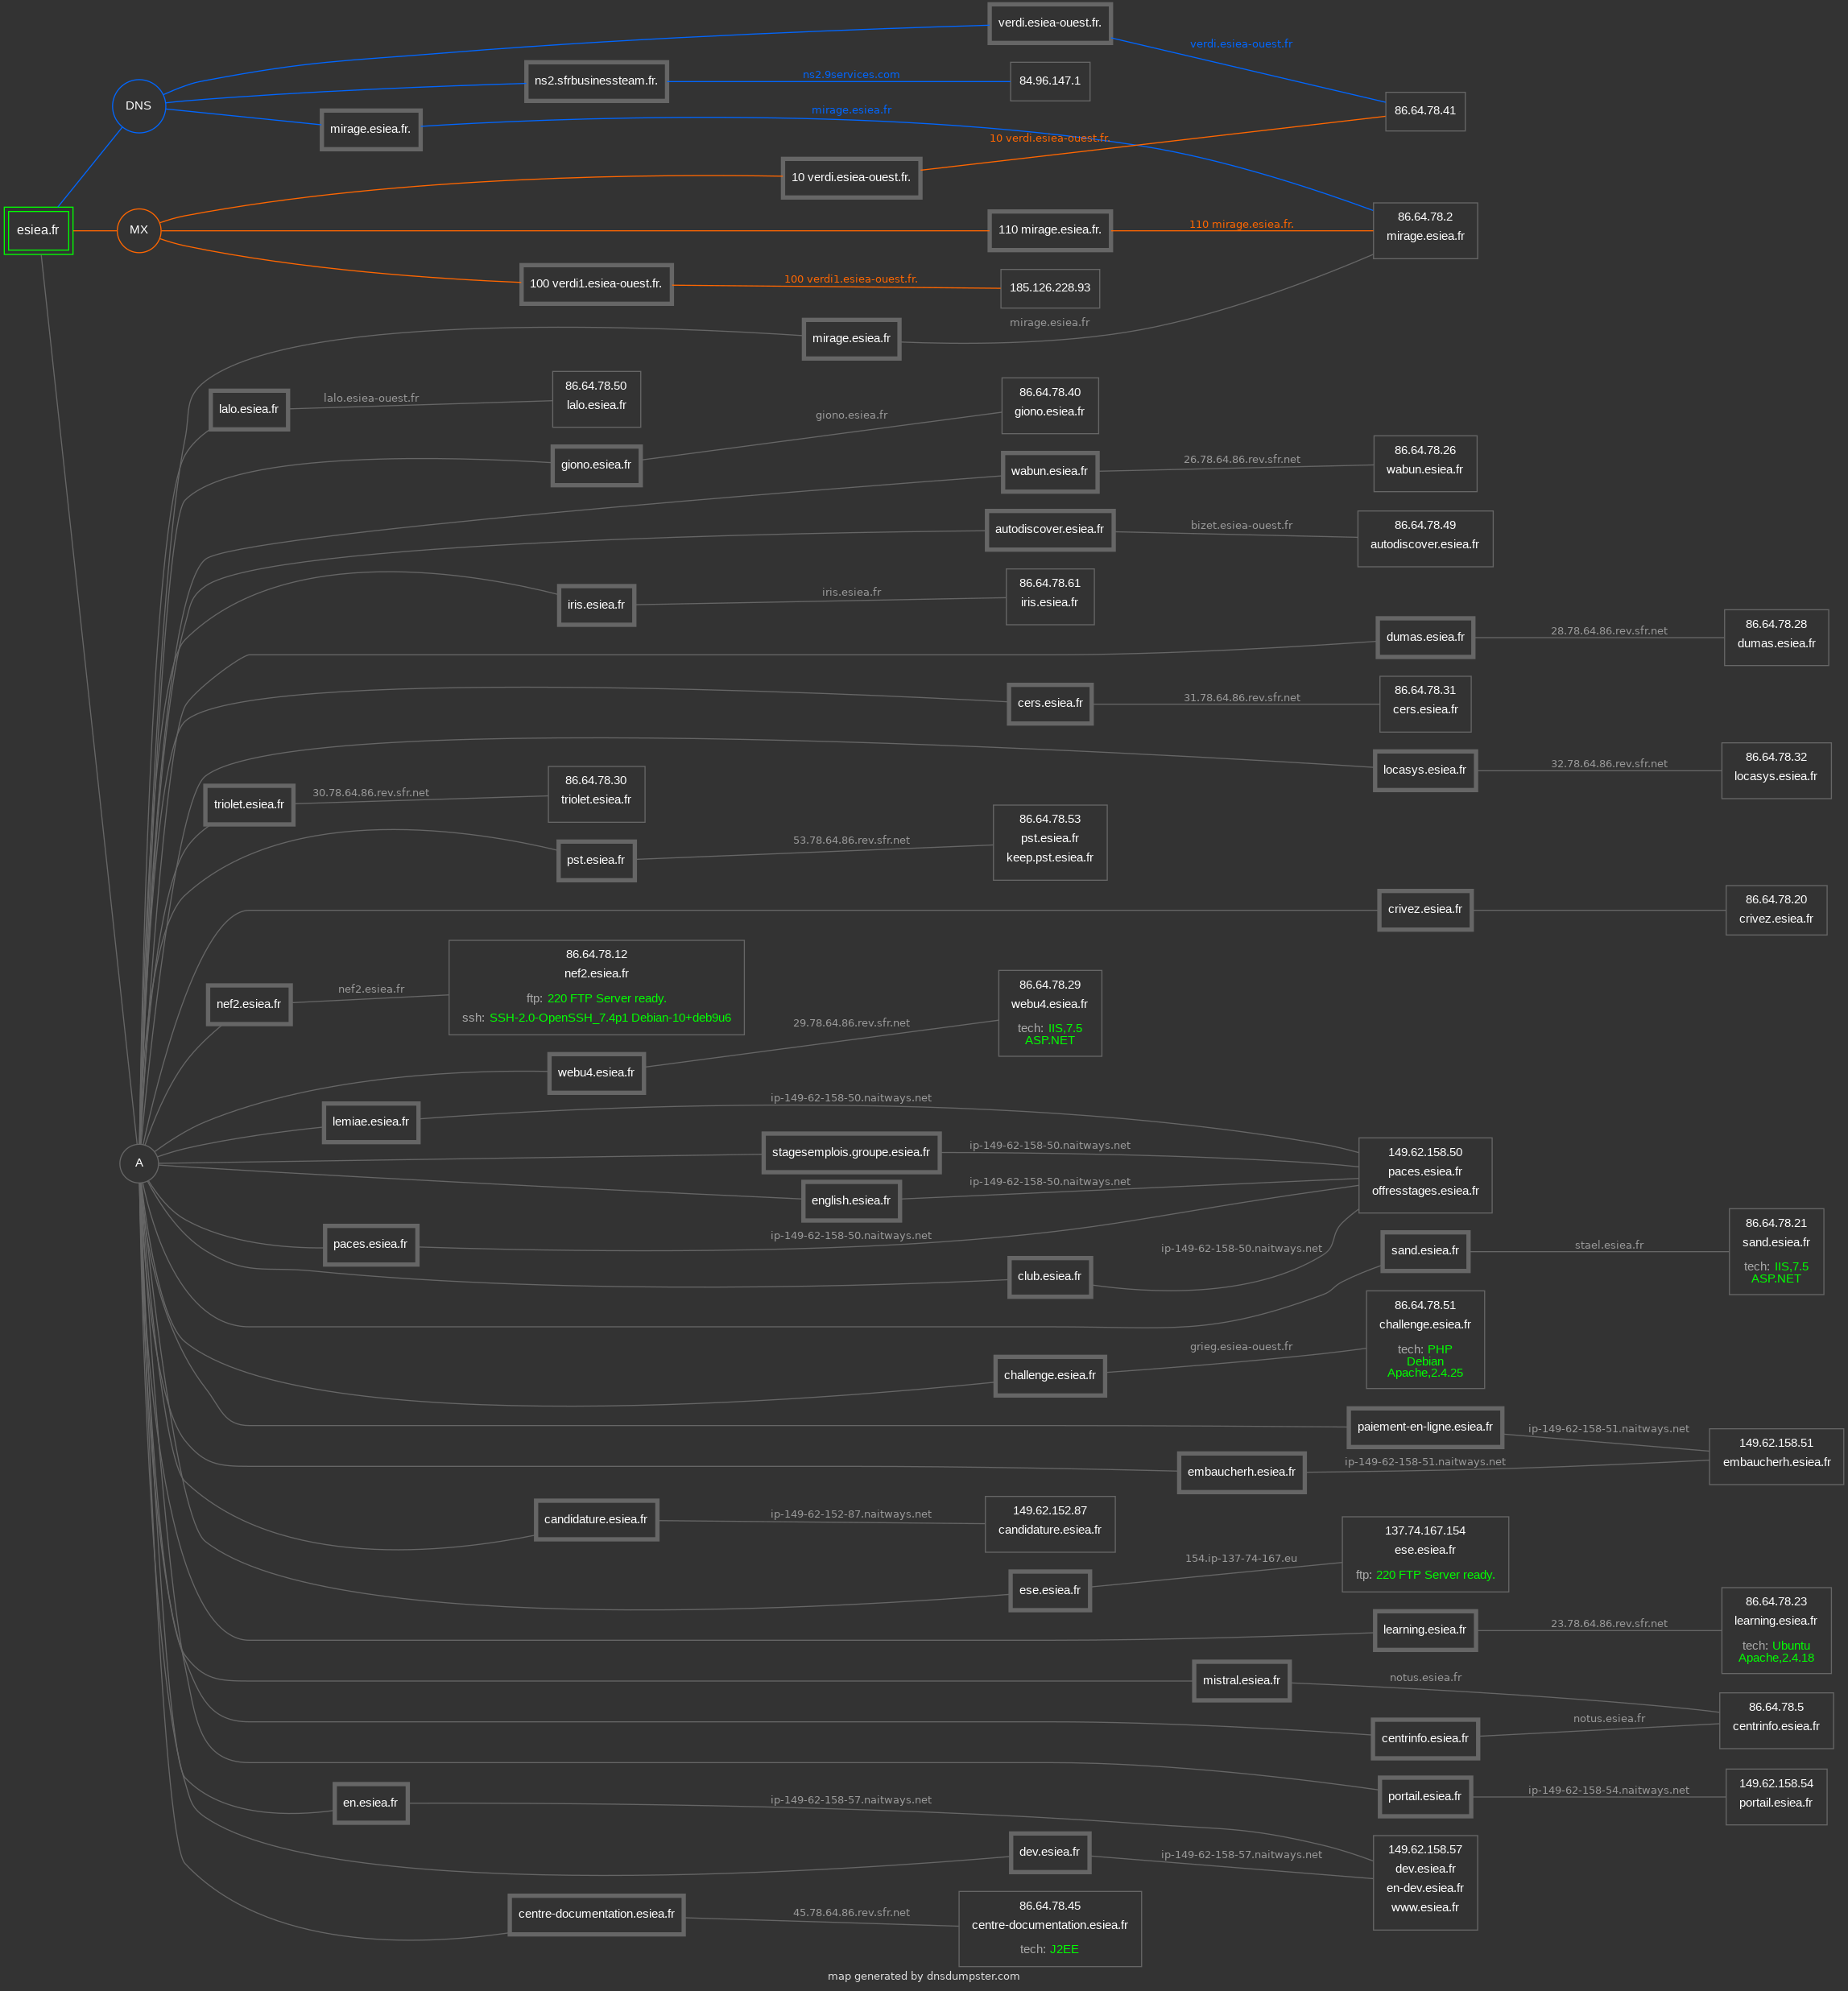 verdi.esiea-ouest.fr.
verdi.esiea-ouest.fr
DNS
ns2.sfrbusinessteam.fr.
ns2.9services.com
84.96.147.1
mirage.esiea.fr.
mirage.esiea.fr
86.64.78.41
10 verdi.esiea-ouest.fr.
10 verdi.esiea-ouest.fr.
esiea.fr
MX
110 mirage.esiea.fr.
110 mirage.esiea.fr.
86.64.78.2
mirage.esiea.fr
100 verdi1.esiea-ouest.fr.
100 verdi1.esiea-ouest.fr.
185.126.228.93
mirage.esiea.fr
mirage.esiea.fr
lalo.esiea.fr
lalo.esiea-ouest.fr
86.64.78.50
lalo.esiea.fr
giono.esiea.fr
giono.esiea.fr
86.64.78.40
giono.esiea.fr
wabun.esiea.fr
26.78.64.86.rev.sfr.net
86.64.78.26
wabun.esiea.fr
autodiscover.esiea.fr
bizet.esiea-ouest.fr
86.64.78.49
autodiscover.esiea.fr
iris.esiea.fr
iris.esiea.fr
86.64.78.61
iris.esiea.fr
dumas.esiea.fr
28.78.64.86.rev.sfr.net
86.64.78.28
dumas.esiea.fr
cers.esiea.fr
31.78.64.86.rev.sfr.net
86.64.78.31
cers.esiea.fr
locasys.esiea.fr
32.78.64.86.rev.sfr.net
86.64.78.32
locasys.esiea.fr
triolet.esiea.fr
30.78.64.86.rev.sfr.net
86.64.78.30
triolet.esiea.fr
pst.esiea.fr
53.78.64.86.rev.sfr.net
86.64.78.53
pst.esiea.fr
keep.pst.esiea.fr
crivez.esiea.fr
86.64.78.20
crivez.esiea.fr
nef2.esiea.fr
nef2.esiea.fr
86.64.78.12
nef2.esiea.fr
ftp: 220 FTP Server ready.
ssh: SSH-2.0-OpenSSH_7.4p1 Debian-10+deb9u6
webu4.esiea.fr
29.78.64.86.rev.sfr.net
86.64.78.29
webu4.esiea.fr
tech: IIS,7.5
ASP.NET
lemiae.esiea.fr
ip-149-62-158-50.naitways.net
A
stagesemplois.groupe.esiea.fr
ip-149-62-158-50.naitways.net
149.62.158.50
paces.esiea.fr
offresstages.esiea.fr
english.esiea.fr
ip-149-62-158-50.naitways.net
paces.esiea.fr
ip-149-62-158-50.naitways.net
club.esiea.fr
ip-149-62-158-50.naitways.net
sand.esiea.fr
stael.esiea.fr
86.64.78.21
sand.esiea.fr
tech: IIS,7.5
ASP.NET
challenge.esiea.fr
grieg.esiea-ouest.fr
86.64.78.51
challenge.esiea.fr
tech: PHP
Debian
Apache,2.4.25
paiement-en-ligne.esiea.fr
ip-149-62-158-51.naitways.net
149.62.158.51
embaucherh.esiea.fr
embaucherh.esiea.fr
ip-149-62-158-51.naitways.net
candidature.esiea.fr
ip-149-62-152-87.naitways.net
149.62.152.87
candidature.esiea.fr
ese.esiea.fr
154.ip-137-74-167.eu
137.74.167.154
ese.esiea.fr
ftp: 220 FTP Server ready.
learning.esiea.fr
23.78.64.86.rev.sfr.net
86.64.78.23
learning.esiea.fr
tech: Ubuntu
Apache,2.4.18
mistral.esiea.fr
notus.esiea.fr
86.64.78.5
centrinfo.esiea.fr
centrinfo.esiea.fr
notus.esiea.fr
portail.esiea.fr
ip-149-62-158-54.naitways.net
149.62.158.54
portail.esiea.fr
en.esiea.fr
ip-149-62-158-57.naitways.net
dev.esiea.fr
ip-149-62-158-57.naitways.net
149.62.158.57
dev.esiea.fr
en-dev.esiea.fr
www.esiea.fr
centre-documentation.esiea.fr
45.78.64.86.rev.sfr.net
86.64.78.45
centre-documentation.esiea.fr
tech: J2EE
map generated by dnsdumpster.com